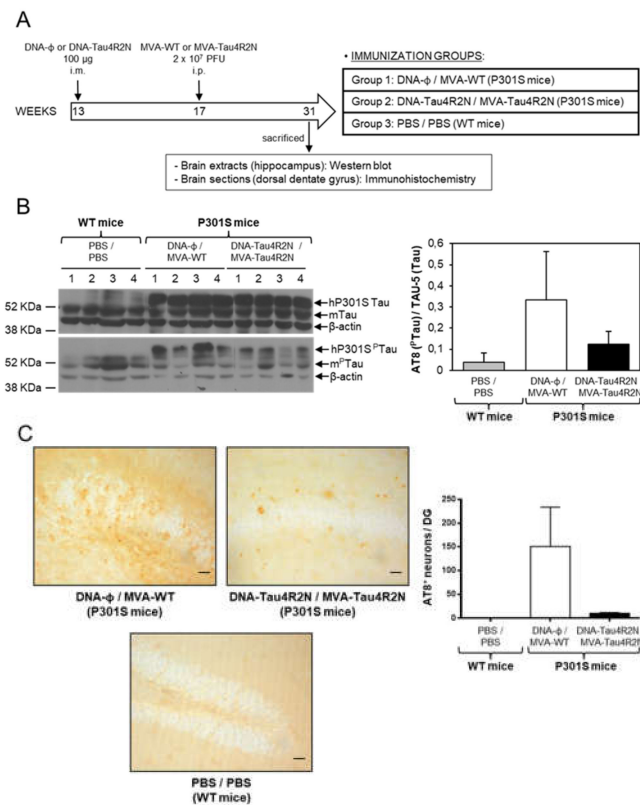 A
DNA-ϕ or DNA-Tau4R2N
100 µg
i.m.
MVA-WT or MVA-Tau4R2N
2 x 10⁷ PFU
i.p.
WEEKS 13 17 31
sacrificed
- Brain extracts (hippocampus): Western blot
- Brain sections (dorsal dentate gyrus): Immunohistochemistry
• IMMUNIZATION GROUPS:
Group 1: DNA-ϕ / MVA-WT (P301S mice)
Group 2: DNA-Tau4R2N / MVA-Tau4R2N (P301S mice)
Group 3: PBS / PBS (WT mice)
B
WT mice P301S mice
PBS / DNA-ϕ / DNA-Tau4R2N /
PBS MVA-WT MVA-Tau4R2N
1 2 3 4 1 2 3 4 1 2 3 4
52 KDa
38 KDa
hP301S Tau
mTau
β-actin
52 KDa
38 KDa
hP301S ᴾTau
mᴾTau
β-actin
AT8 (ᴾTau) / TAU-5 (Tau)
0,6
0,5
0,4
0,3
0,2
0,1
0
PBS / DNA-ϕ / DNA-Tau4R2N /
PBS MVA-WT MVA-Tau4R2N
WT mice P301S mice
C
DNA-ϕ / MVA-WT
(P301S mice)
DNA-Tau4R2N / MVA-Tau4R2N
(P301S mice)
PBS / PBS
(WT mice)
AT8⁺ neurons / DG
250
200
150
100
50
0
PBS / DNA-ϕ / DNA-Tau4R2N /
PBS MVA-WT MVA-Tau4R2N
WT mice P301S mice